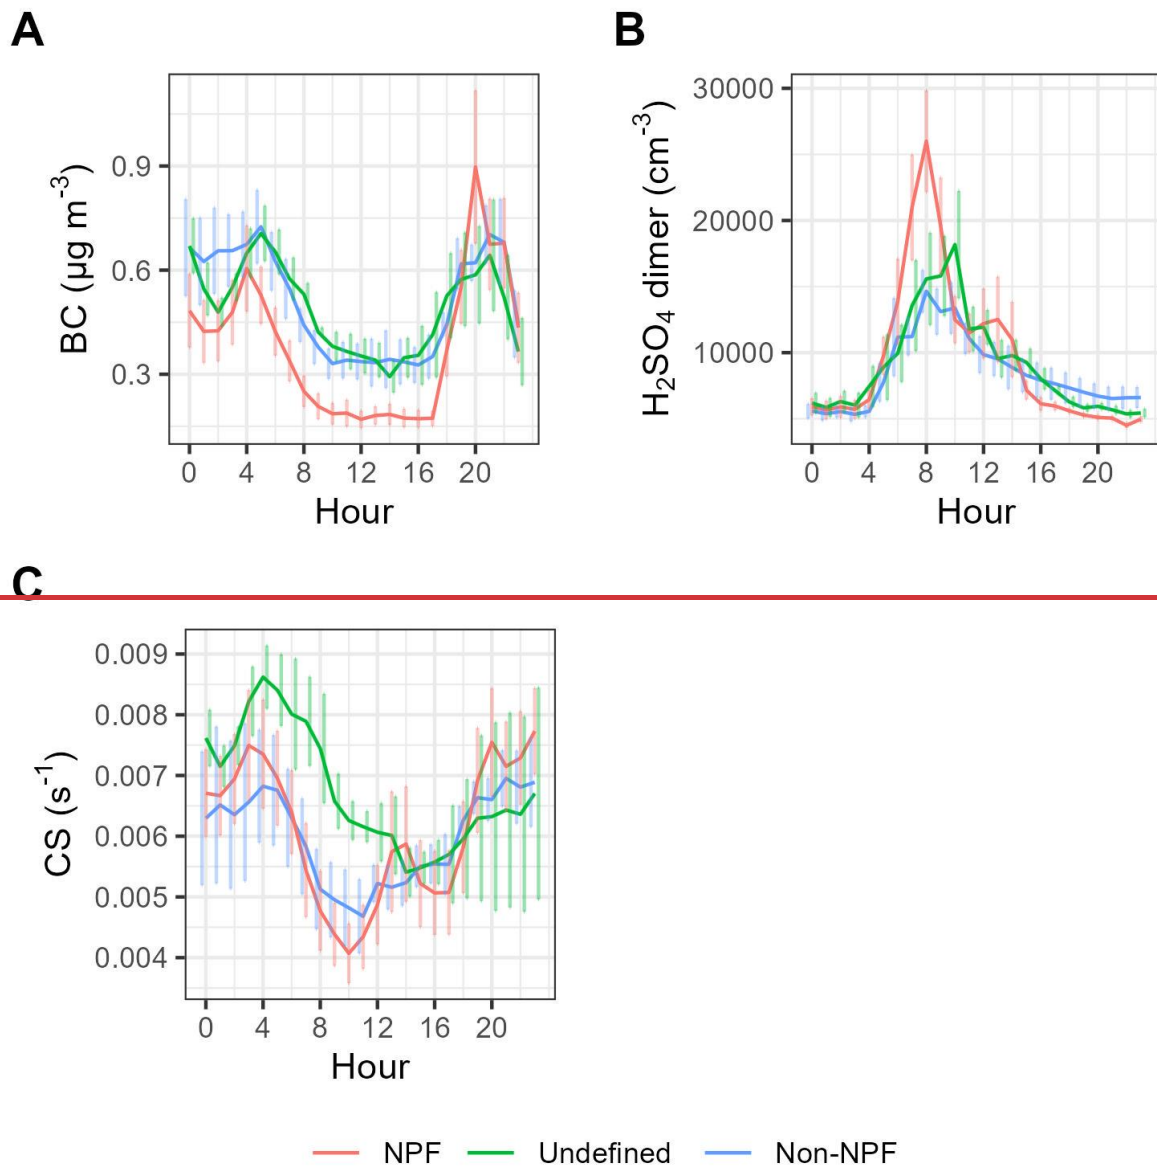 A
B
BC (µg m⁻³)
0.9
0.6
0.3
0 4 8 12 16 20
Hour
H₂SO₄ dimer (cm⁻³)
30000
20000
10000
0 4 8 12 16 20
Hour
C
CS (s⁻¹)
0.009
0.008
0.007
0.006
0.005
0.004
0 4 8 12 16 20
Hour
NPF Undefined Non-NPF